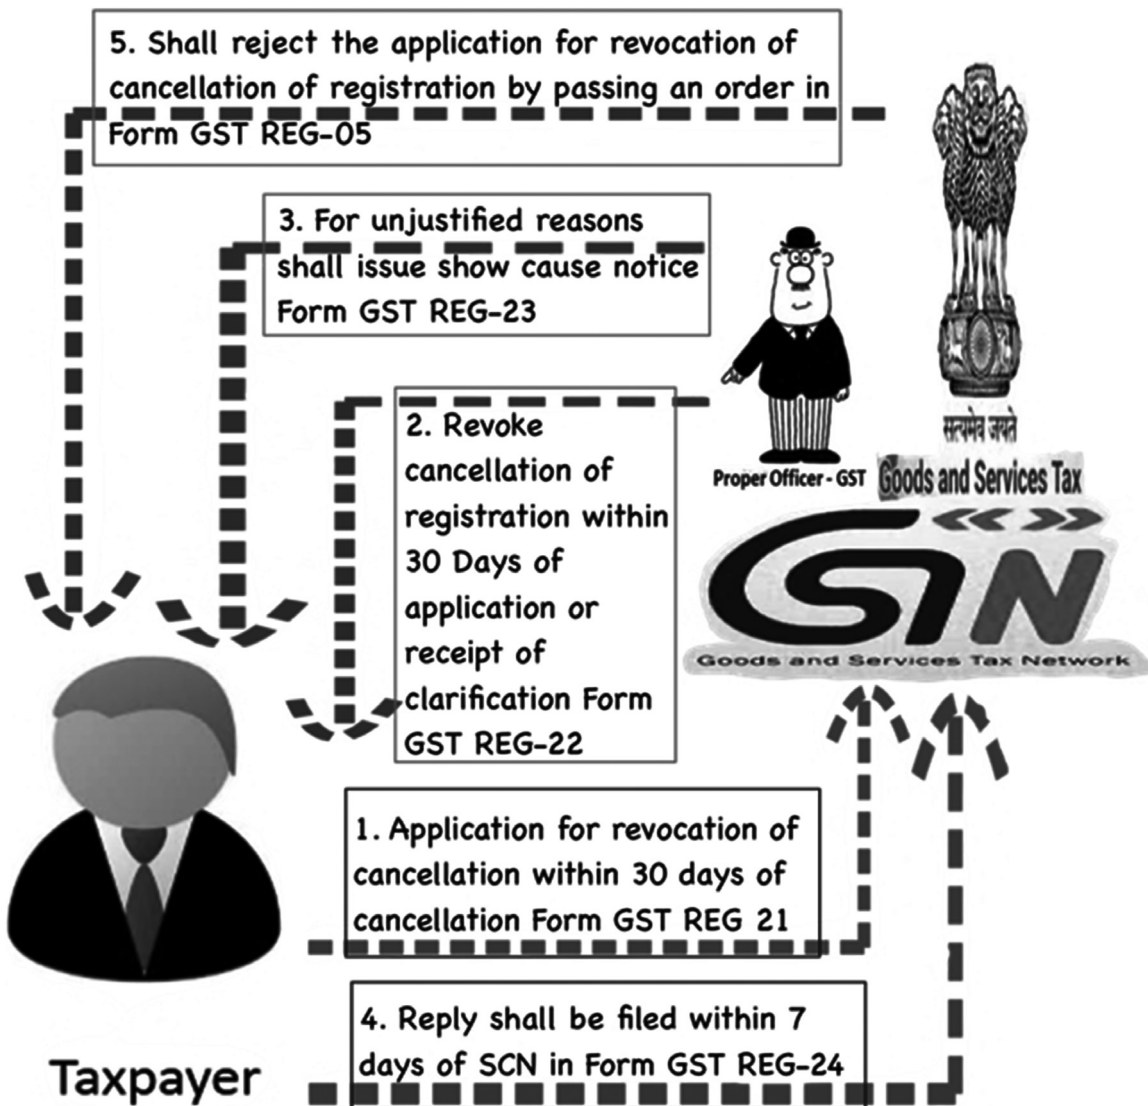 5. Shall reject the application for revocation of
cancellation of registration by passing an order in
Form GST REG-05
3. For unjustified reasons
shall issue show cause notice
Form GST REG-23
2. Revoke
cancellation of
registration within
30 Days of
application or
receipt of
clarification Form
GST REG-22
सत्यमेव जयते
Proper Officer - GST
Goods and Services Tax
GSTN
Goods and Services Tax Network
1. Application for revocation of
cancellation within 30 days of
cancellation Form GST REG 21
4. Reply shall be filed within 7
days of SCN in Form GST REG-24
Taxpayer